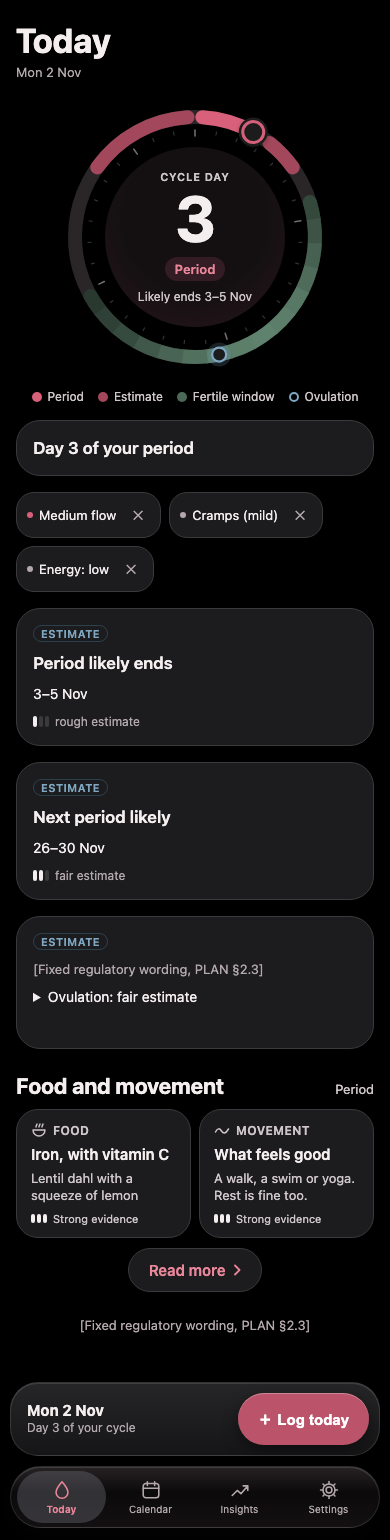 Today
Mon 2 Nov
CYCLE DAY
3
Period
Likely ends 3–5 Nov
Period
Estimate
Fertile window
Ovulation
Day 3 of your period
Medium flow
Cramps (mild)
Energy: low
ESTIMATE
Period likely ends
3–5 Nov
rough estimate
ESTIMATE
Next period likely
26–30 Nov
fair estimate
ESTIMATE
[Fixed regulatory wording, PLAN §2.3]
Ovulation: fair estimate
Food and movement
Period
FOOD
Iron, with vitamin C
Lentil dahl with a
squeeze of lemon
Strong evidence
MOVEMENT
What feels good
A walk, a swim or yoga.
Rest is fine too.
Strong evidence
Read more
[Fixed regulatory wording, PLAN §2.3]
Mon 2 Nov
Day 3 of your cycle
+ Log today
Today
Calendar
Insights
Settings